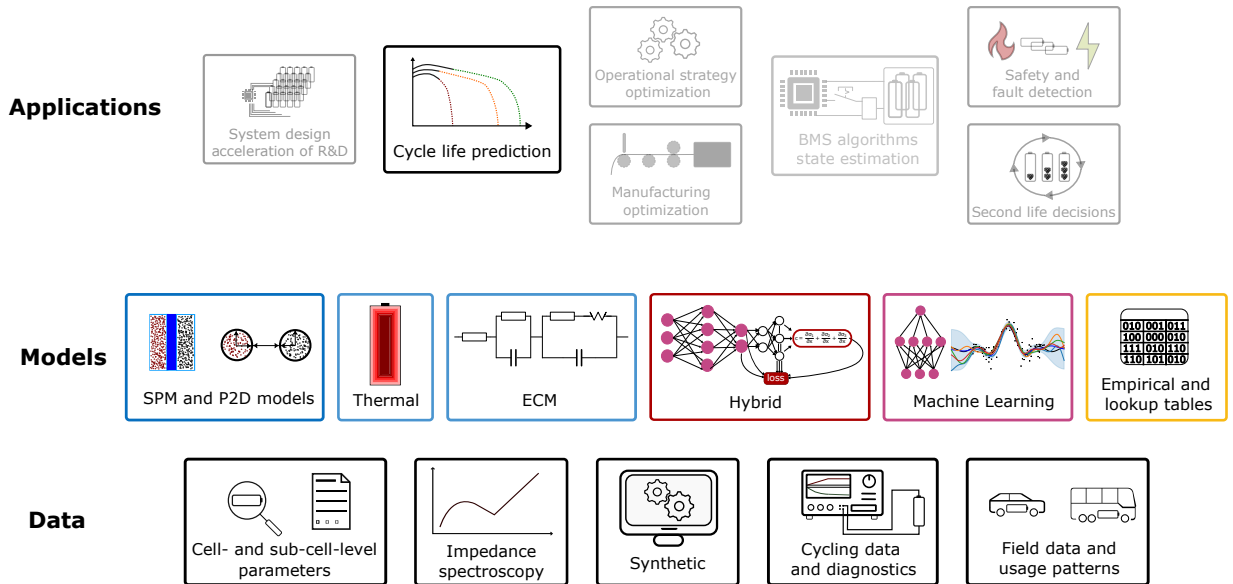 Applications
System design
acceleration of R&D
Cycle life prediction
Operational strategy
optimization
Manufacturing
optimization
BMS algorithms
state estimation
Safety and
fault detection
Second life decisions
Models
SPM and P2D models
Thermal
ECM
loss
Hybrid
Machine Learning
010 001 011
100 000 010
111 010 110
110 101 010
Empirical and
lookup tables
Data
Cell- and sub-cell-level
parameters
Impedance
spectroscopy
Synthetic
Cycling data
and diagnostics
Field data and
usage patterns